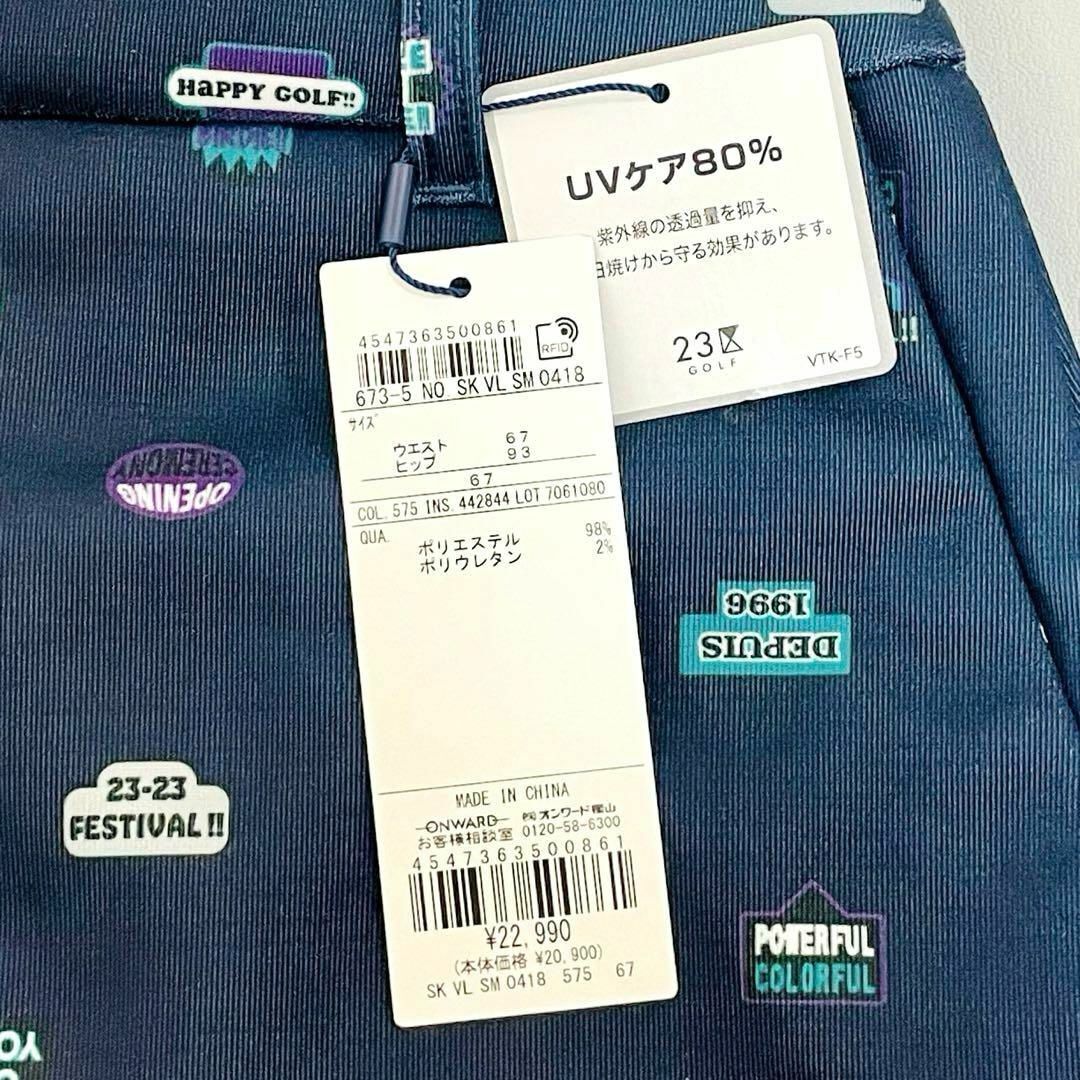 HAPPY GOLF!!
UVケア80%
紫外線の透過量を抑え、
日焼けから守る効果があります。
23区
GOLF
VTK-F5
4547363500861
RFID
673-5 NO. SK VL SM 0418
サイズ
ウエスト 67
ヒップ 93
67
COL. 575 INS. 442844 LOT 7061080
QUA.
ポリエステル 98%
ポリウレタン 2%
MADE IN CHINA
ONWARD ㈱オンワード樫山
お客様相談室 0120-58-6300
4547363500861
¥22,990
(本体価格 ¥20,900)
SK VL SM 0418 575 67
OPENING
CEREMONY
DEPUIS
1996
23-23
FESTIVAL!!
POWERFUL
COLORFUL
YO